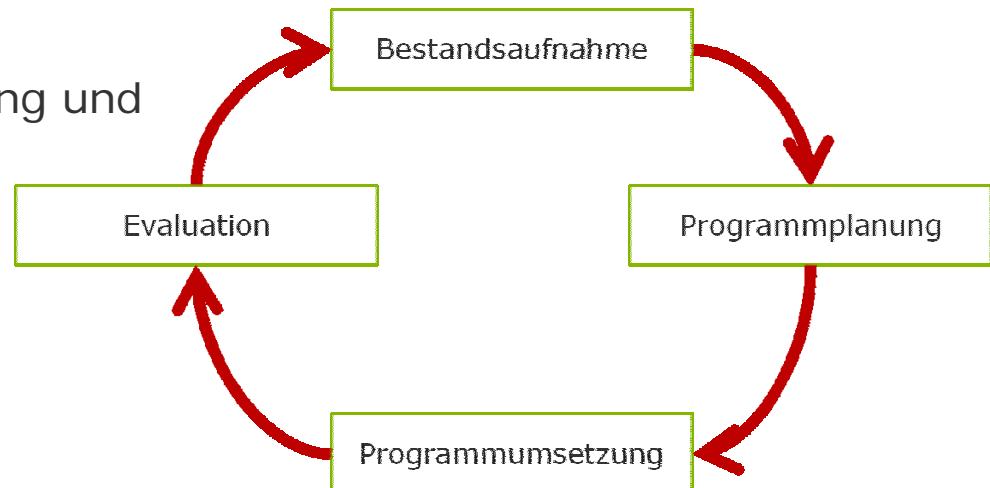 Bestandsaufnahme
ng und
Evaluation
Programmplanung
Programmumsetzung